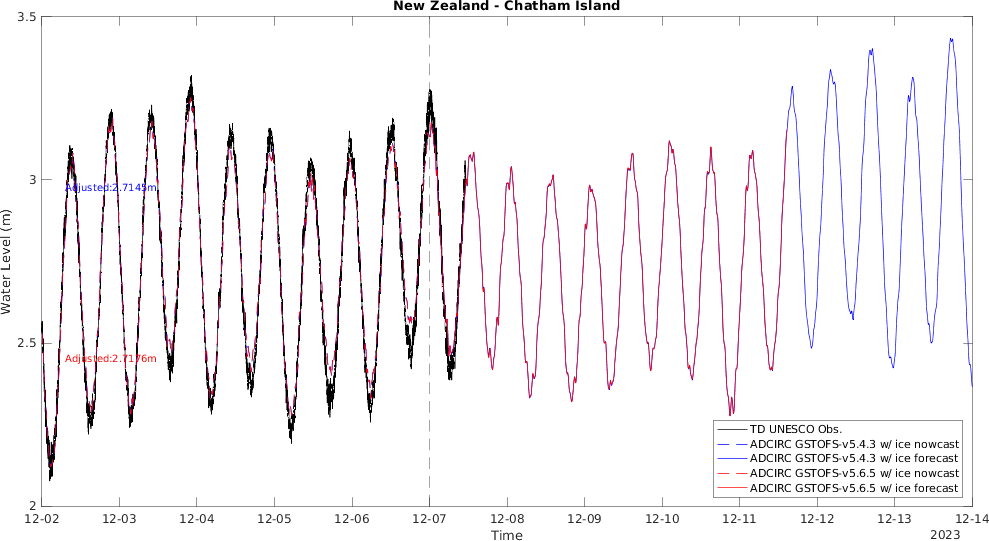 New Zealand - Chatham Island
3.5
3
2.5
2
Water Level (m)
Adjusted:2.7145m
Adjusted:2.7176m
TD UNESCO Obs.
ADCIRC GSTOFS-v5.4.3 w/ ice nowcast
ADCIRC GSTOFS-v5.4.3 w/ ice forecast
ADCIRC GSTOFS-v5.6.5 w/ ice nowcast
ADCIRC GSTOFS-v5.6.5 w/ ice forecast
12-02 12-03 12-04 12-05 12-06 12-07 12-08 12-09 12-10 12-11 12-12 12-13 12-14
Time
2023